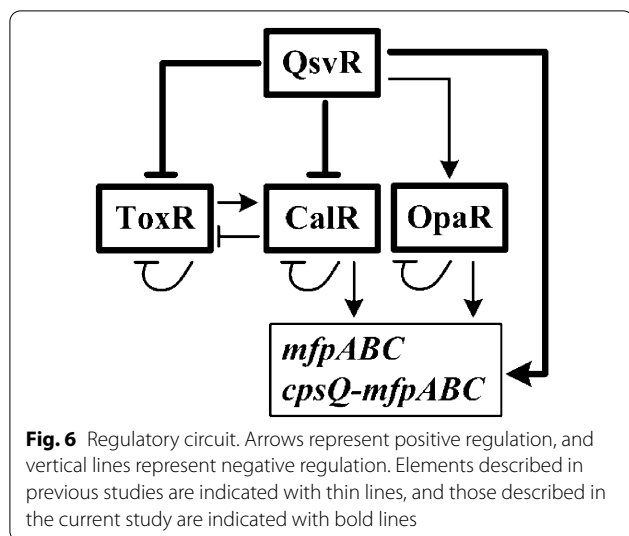 QsvR
ToxR CalR OpaR
mfpABC
cpsQ-mfpABC
Fig. 6 Regulatory circuit. Arrows represent positive regulation, and
vertical lines represent negative regulation. Elements described in
previous studies are indicated with thin lines, and those described in
the current study are indicated with bold lines